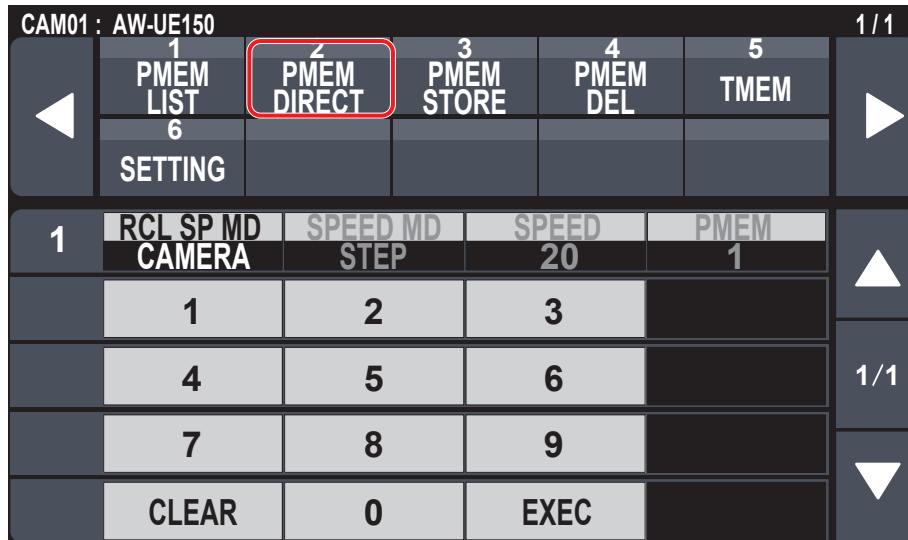 CAM01 : AW-UE150 1 / 1
1 2 3 4 5
PMEM LIST PMEM DIRECT PMEM STORE PMEM DEL TMEM
6
SETTING
1 RCL SP MD SPEED MD SPEED PMEM
CAMERA STEP 20 1
1 2 3
4 5 6 1/1
7 8 9
CLEAR 0 EXEC